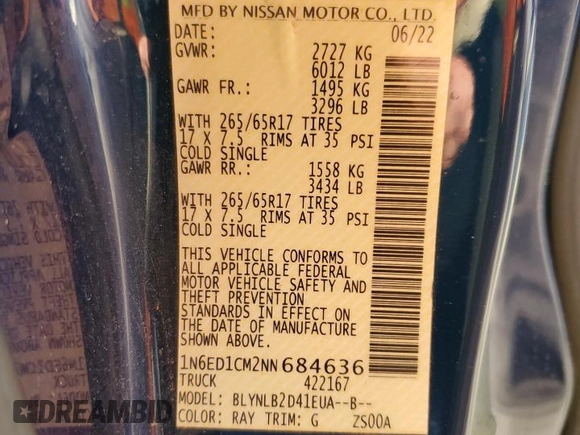 MFD BY NISSAN MOTOR CO., LTD.
DATE: 06/22
GVWR: 2727 KG
6012 LB
GAWR FR.: 1495 KG
3296 LB
WITH 265/65R17 TIRES
17 X 7.5 RIMS AT 35 PSI
COLD SINGLE
GAWR RR.: 1558 KG
3434 LB
WITH 265/65R17 TIRES
17 X 7.5 RIMS AT 35 PSI
COLD SINGLE
THIS VEHICLE CONFORMS TO
ALL APPLICABLE FEDERAL
MOTOR VEHICLE SAFETY AND
THEFT PREVENTION
STANDARDS IN EFFECT ON
THE DATE OF MANUFACTURE
SHOWN ABOVE.
1N6ED1CM2NN684636
TRUCK 422167
MODEL: BLYNLB2D41EUA--B--
COLOR: RAY TRIM: G ZS00A
DREAMBID.COM